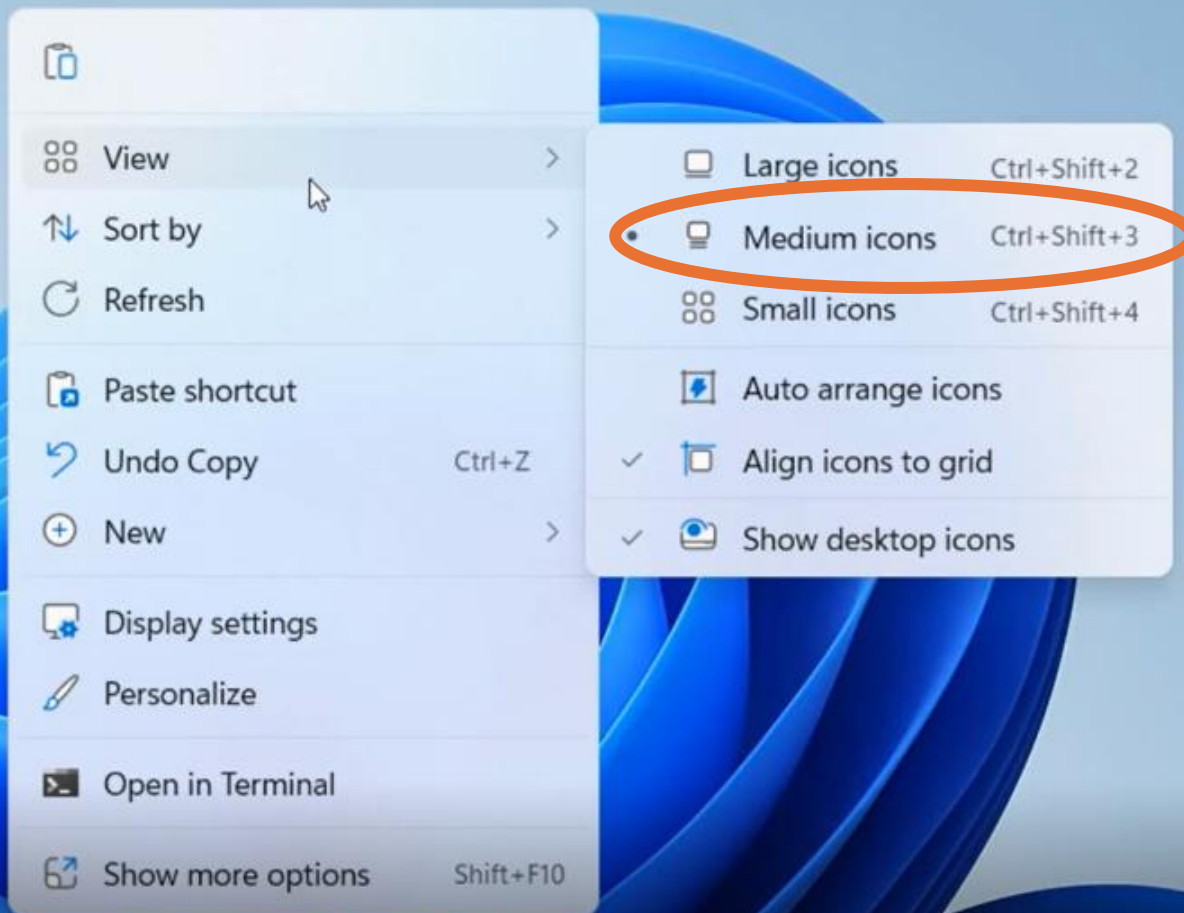 View
Sort by
Refresh
Paste shortcut
Undo Copy Ctrl+Z
New
Display settings
Personalize
Open in Terminal
Show more options Shift+F10
Large icons Ctrl+Shift+2
Medium icons Ctrl+Shift+3
Small icons Ctrl+Shift+4
Auto arrange icons
Align icons to grid
Show desktop icons